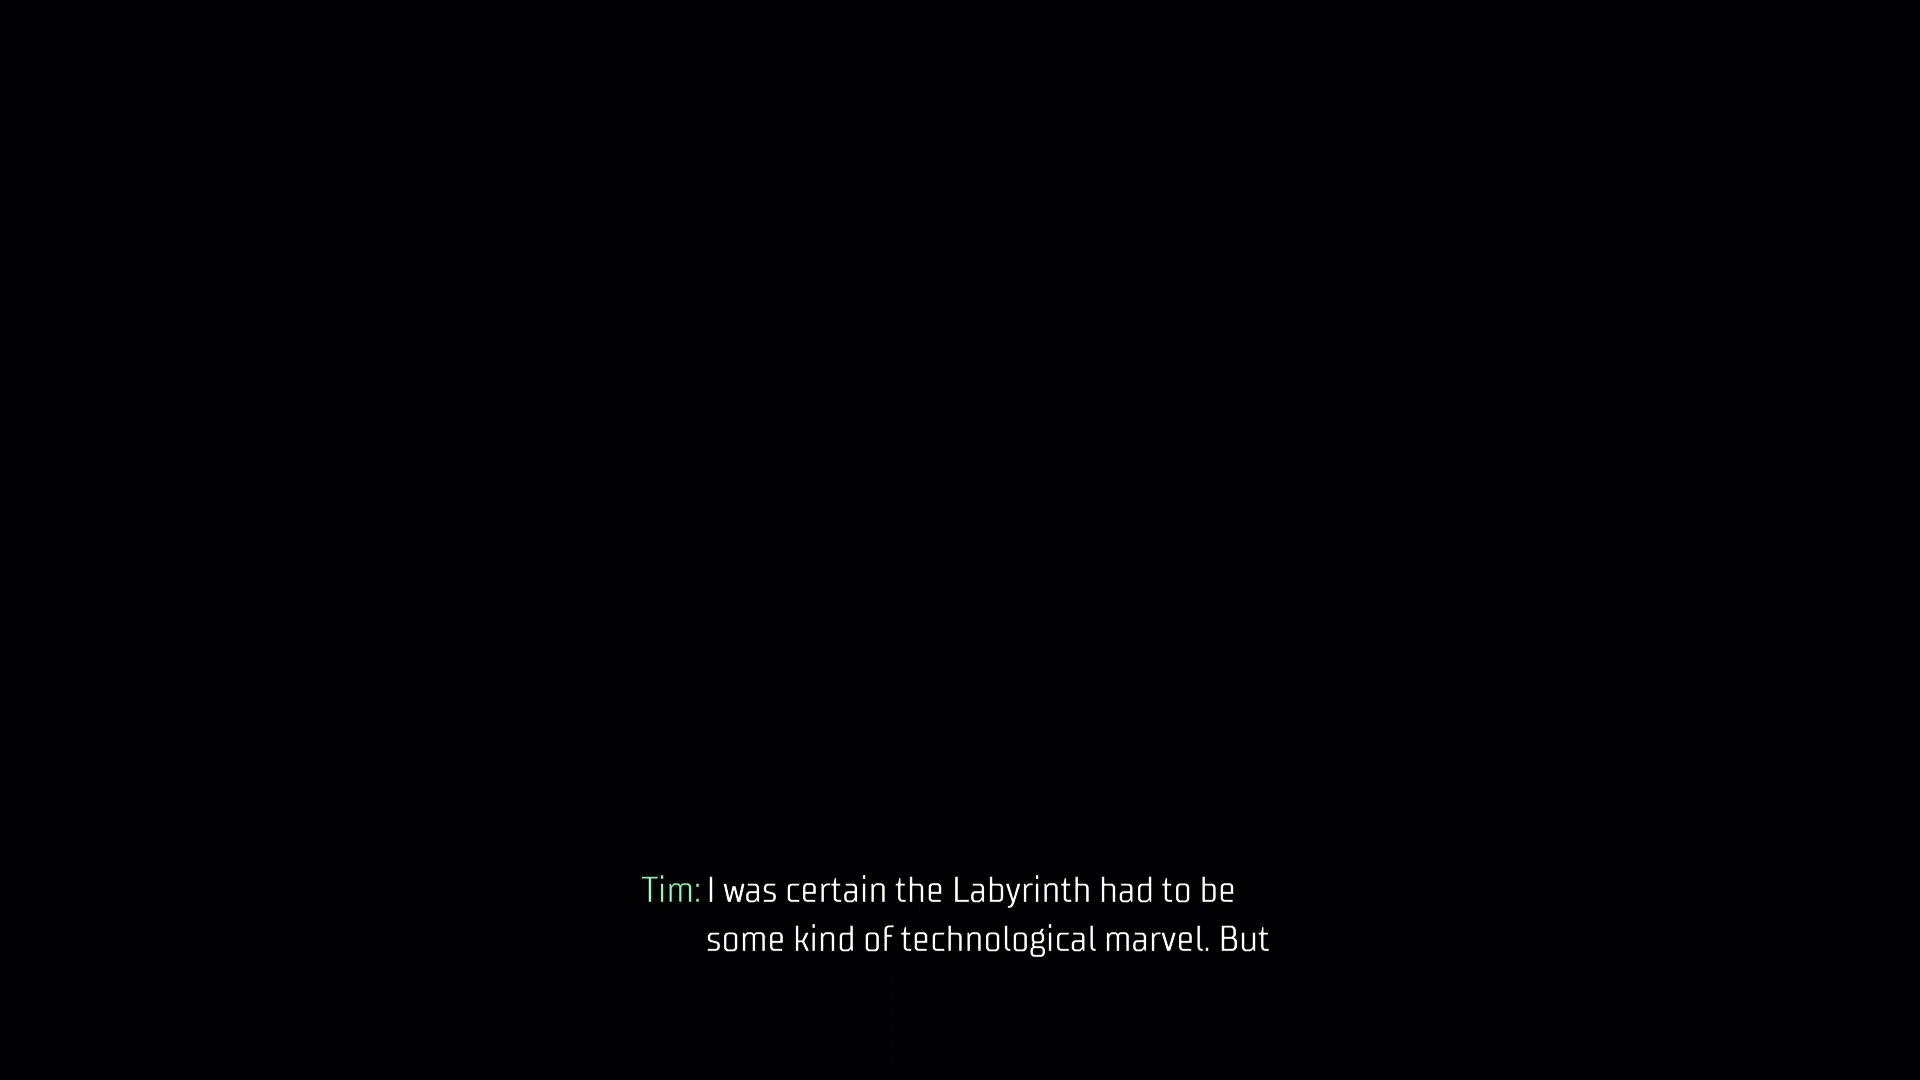 Tim: I was certain the Labyrinth had to be
some kind of technological marvel. But